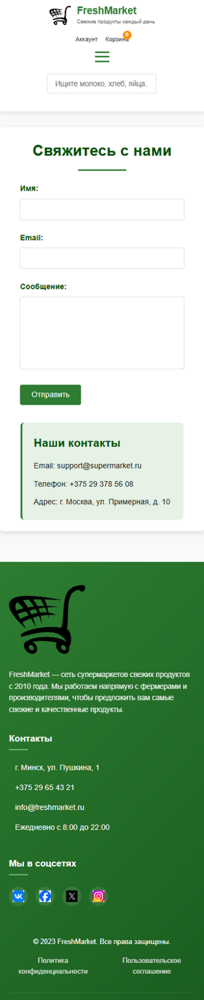 FreshMarket
Свежие продукты каждый день
Аккаунт Корзина 0
Ищите молоко, хлеб, яйца..
Свяжитесь с нами
Имя:
Email:
Сообщение:
Отправить
Наши контакты
Email: support@supermarket.ru
Телефон: +375 29 378 56 08
Адрес: г. Москва, ул. Примерная, д. 10
FreshMarket — сеть супермаркетов свежих продуктов
с 2010 года. Мы работаем напрямую с фермерами и
производителями, чтобы предложить вам самые
свежие и качественные продукты.
Контакты
г. Минск, ул. Пушкина, 1
+375 29 65 43 21
info@freshmarket.ru
Ежедневно с 8:00 до 22:00
Мы в соцсетях
© 2023 FreshMarket. Все права защищены.
Политика
конфиденциальности
Пользовательское
соглашение